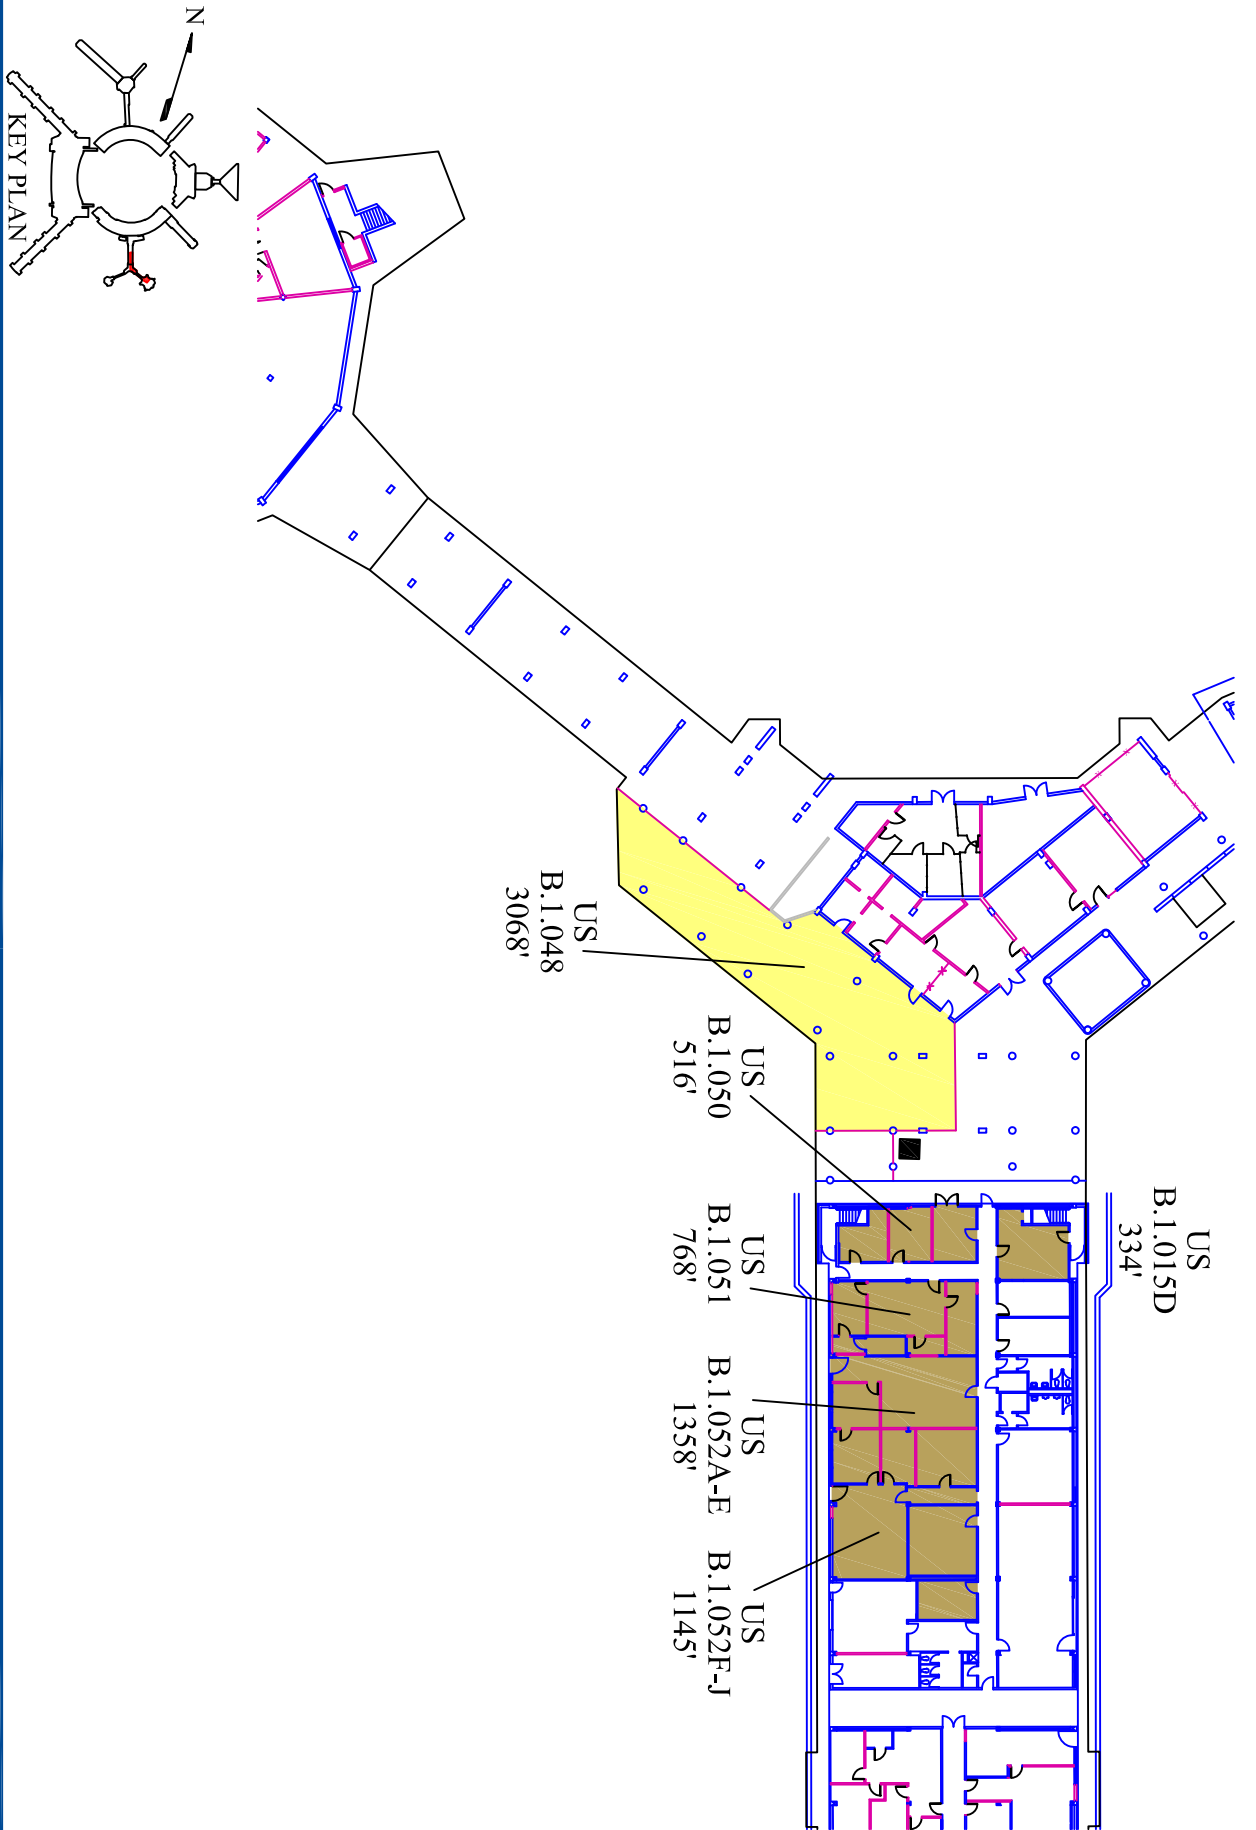 N
KEY PLAN
US
B.1.048
3068'
US
B.1.050
516'
US
B.1.015D
334'
US
B.1.051
768'
US
B.1.052A-E
1358'
US
B.1.052F-J
1145'